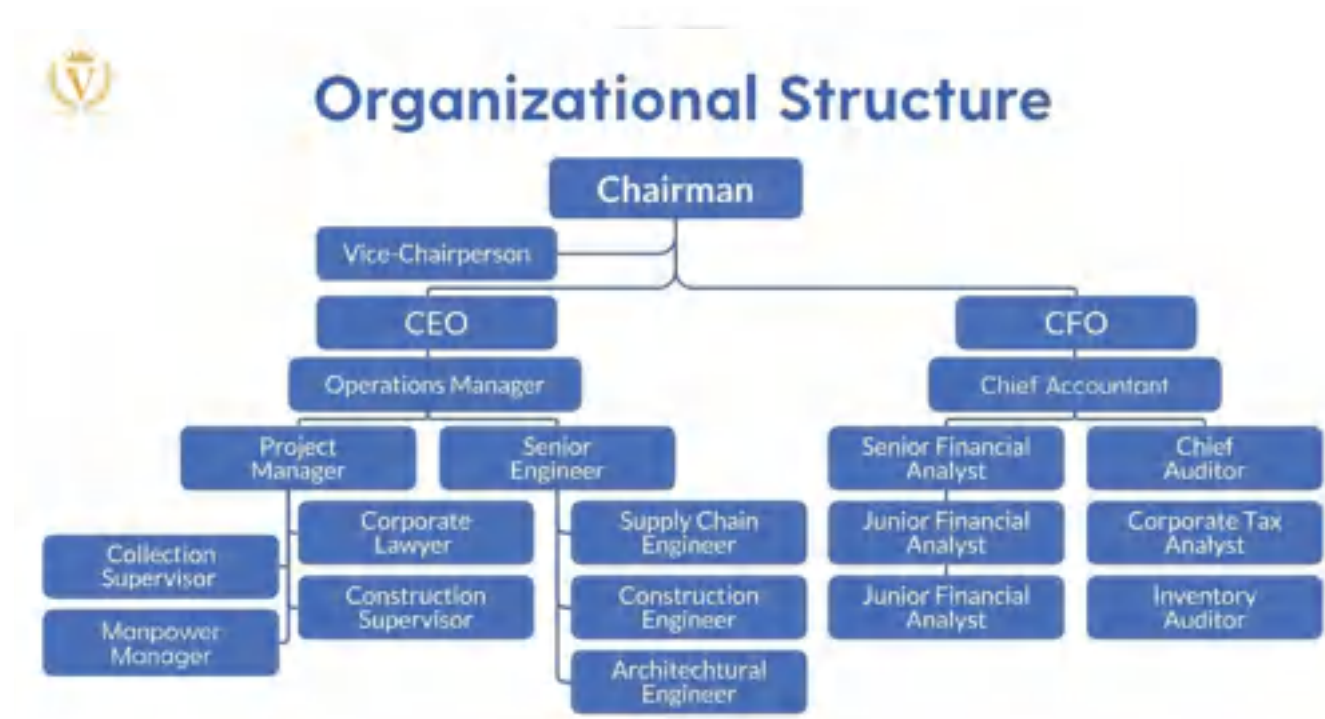 V
Organizational Structure
Chairman
Vice-Chairperson
CEO
CFO
Operations Manager
Chief Accountant
Project
Manager
Senior
Engineer
Senior Financial
Analyst
Chief
Auditor
Corporate
Lawyer
Supply Chain
Engineer
Junior Financial
Analyst
Corporate Tax
Analyst
Collection
Supervisor
Construction
Supervisor
Construction
Engineer
Junior Financial
Analyst
Inventory
Auditor
Manpower
Manager
Architechtural
Engineer